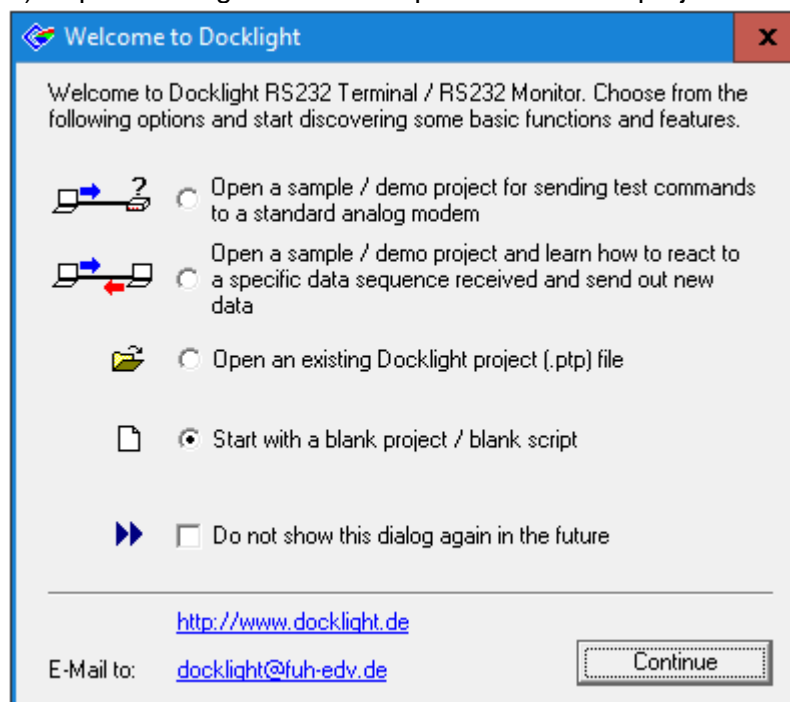 Welcome to Docklight
x
Welcome to Docklight RS232 Terminal / RS232 Monitor. Choose from the
following options and start discovering some basic functions and features.
Open a sample / demo project for sending test commands
to a standard analog modem
Open a sample / demo project and learn how to react to
a specific data sequence received and send out new
data
Open an existing Docklight project (.ptp) file
Start with a blank project / blank script
Do not show this dialog again in the future
http://www.docklight.de
E-Mail to: docklight@fuh-edv.de
Continue